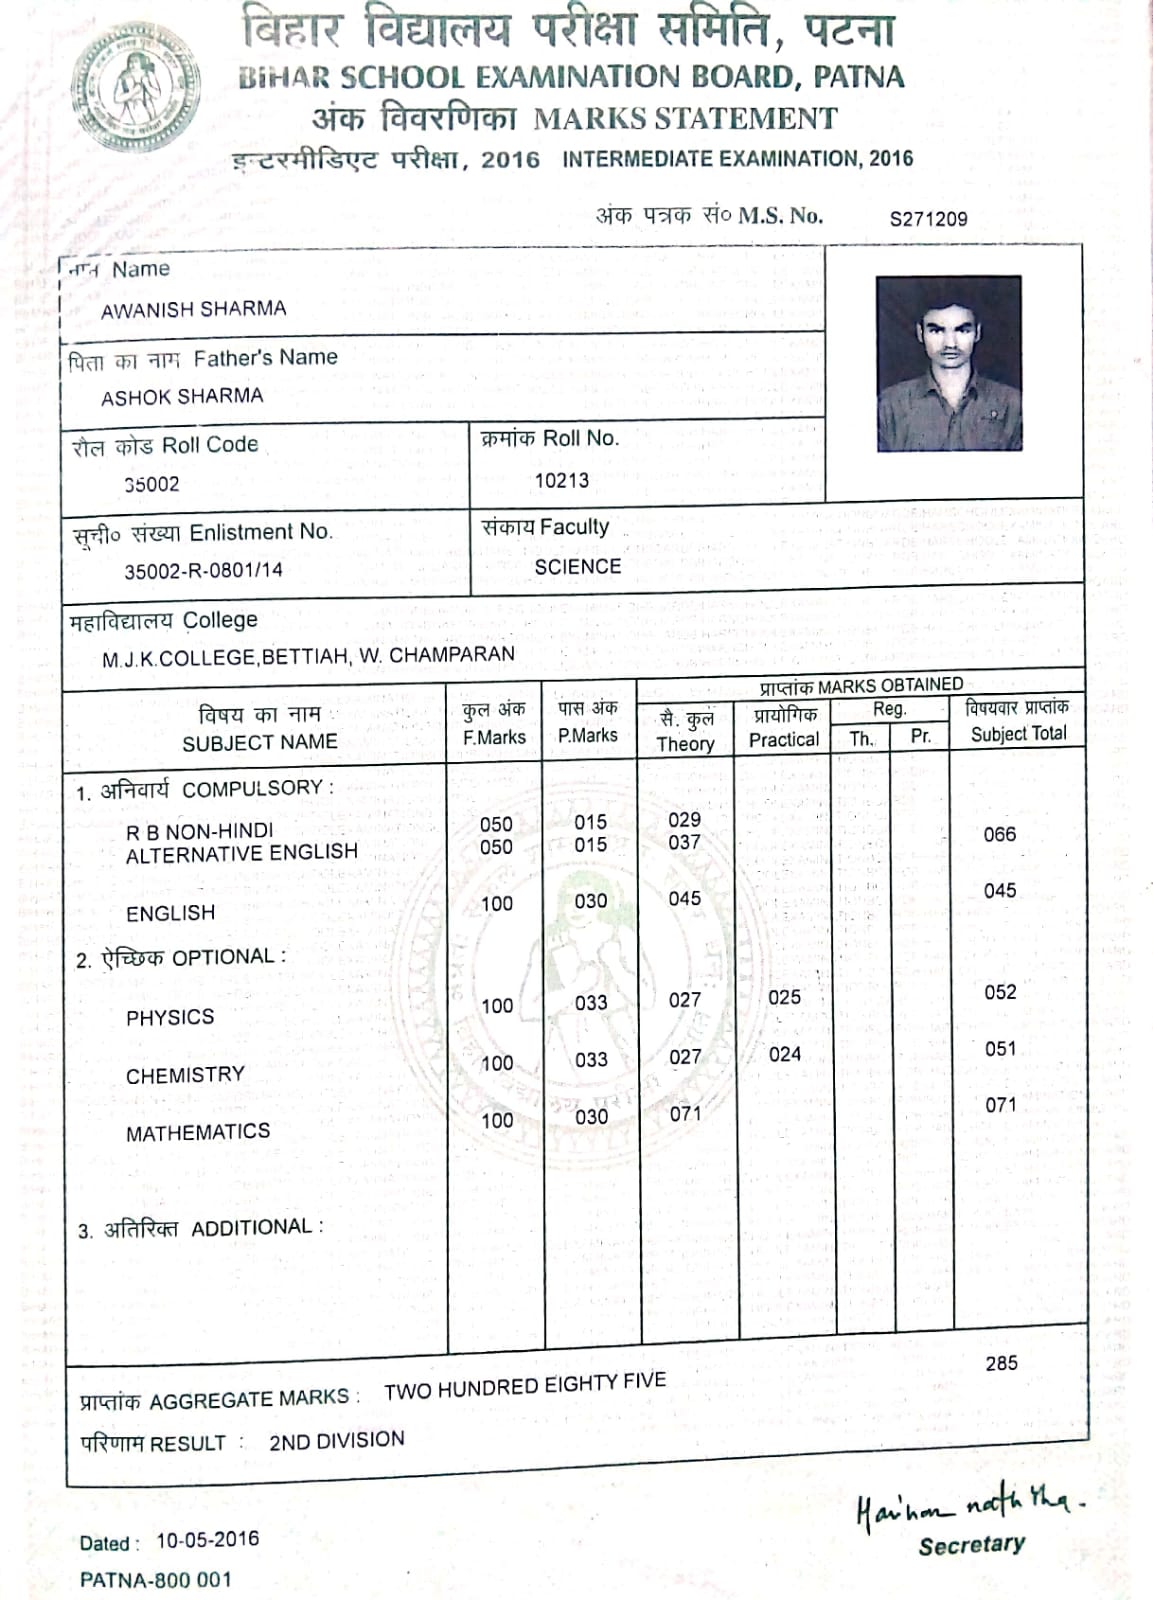 बिहार विद्यालय परीक्षा समिति, पटना
BIHAR SCHOOL EXAMINATION BOARD, PATNA
अंक विवरणिका MARKS STATEMENT
इन्टरमीडिएट परीक्षा, 2016 INTERMEDIATE EXAMINATION, 2016
अंक पत्रक सं० M.S. No. S271209
नाम Name
AWANISH SHARMA
पिता का नाम Father's Name
ASHOK SHARMA
रौल कोड Roll Code क्रमांक Roll No.
35002 10213
सूची० संख्या Enlistment No. संकाय Faculty
35002-R-0801/14 SCIENCE
महाविद्यालय College
M.J.K.COLLEGE,BETTIAH, W. CHAMPARAN
प्राप्तांक MARKS OBTAINED
विषय का नाम कुल अंक पास अंक सै. कुल प्रायोगिक Reg. विषयवार प्राप्तांक
SUBJECT NAME F.Marks P.Marks Theory Practical Th. Pr. Subject Total
1. अनिवार्य COMPULSORY :
R B NON-HINDI 050 015 029
066
ALTERNATIVE ENGLISH 050 015 037
ENGLISH 100 030 045 045
2. ऐच्छिक OPTIONAL :
PHYSICS 100 033 027 025 052
CHEMISTRY 100 033 027 024 051
MATHEMATICS 100 030 071 071
3. अतिरिक्त ADDITIONAL :
प्राप्तांक AGGREGATE MARKS : TWO HUNDRED EIGHTY FIVE 285
परिणाम RESULT : 2ND DIVISION
Dated : 10-05-2016
Secretary
PATNA-800 001